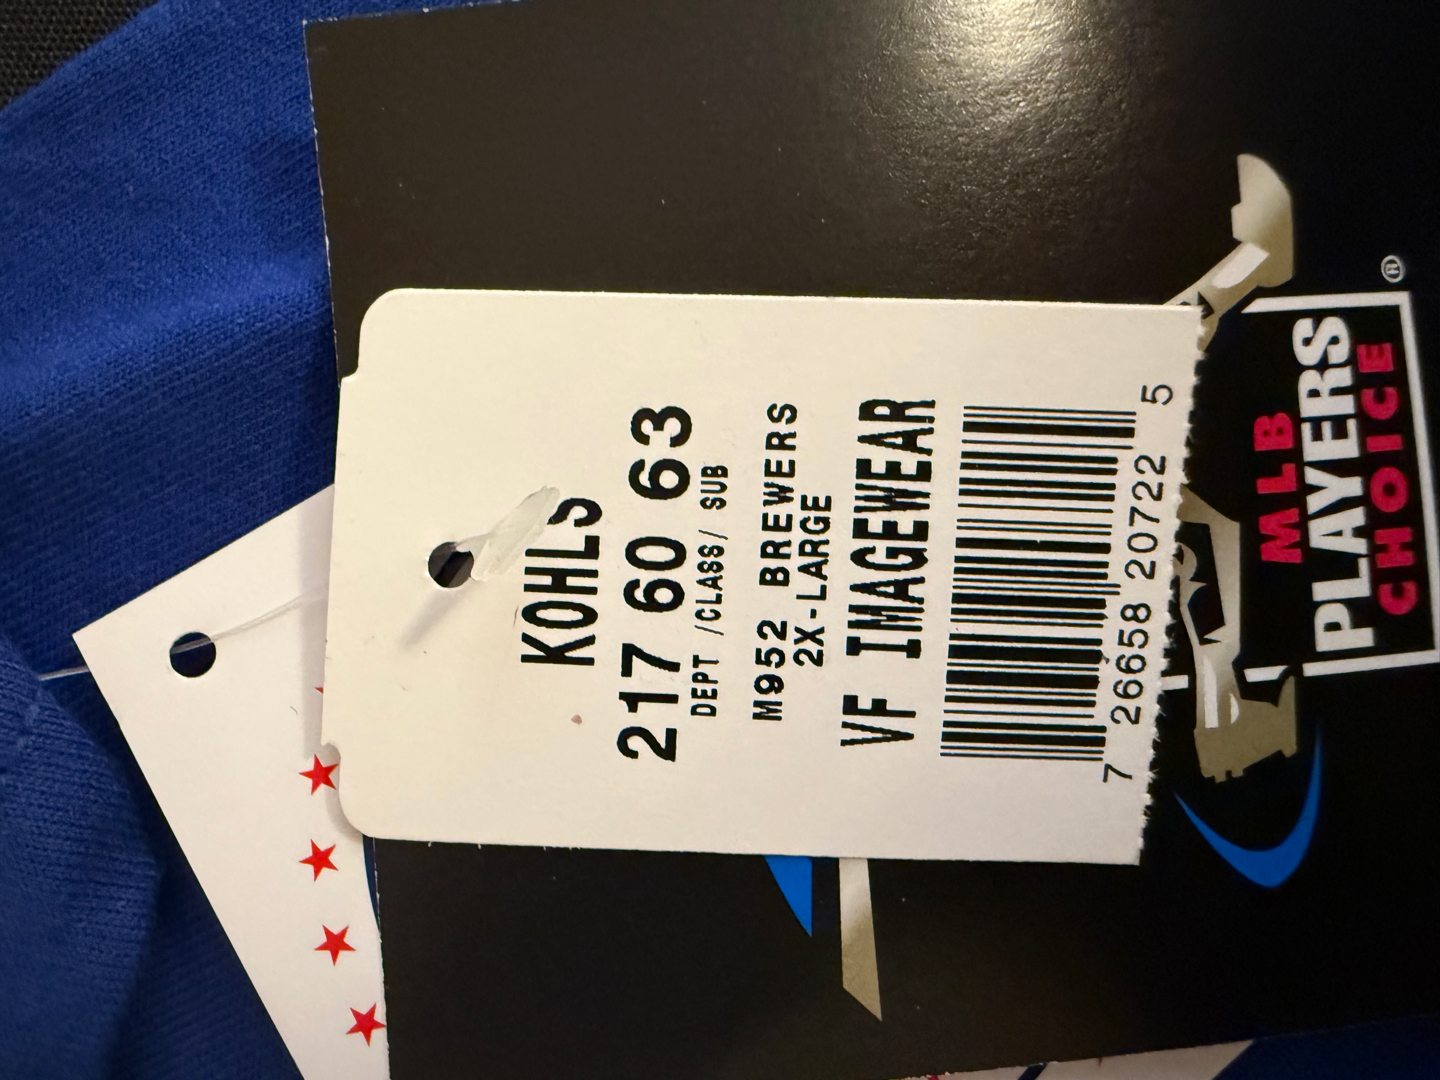 KOHLS
217 60 63
DEPT /CLASS/ SUB
M952 BREWERS
2X-LARGE
VF IMAGEWEAR
7 26658 20722 5
MLB
PLAYERS
CHOICE
®